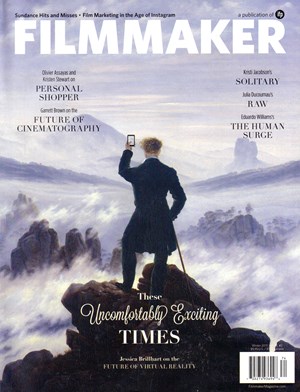 Sundance Hits and Misses • Film Marketing in the Age of Instagram
a publication of
FILMMAKER
Olivier Assayas and
Kristen Stewart on
PERSONAL
SHOPPER
Garrett Brown on the
FUTURE OF
CINEMATOGRAPHY
Kristi Jacobson's
SOLITARY
Julia Ducournau's
RAW
Eduardo Williams's
THE HUMAN
SURGE
These
Uncomfortably Exciting
TIMES
Jessica Brillhart on the
FUTURE OF VIRTUAL REALITY